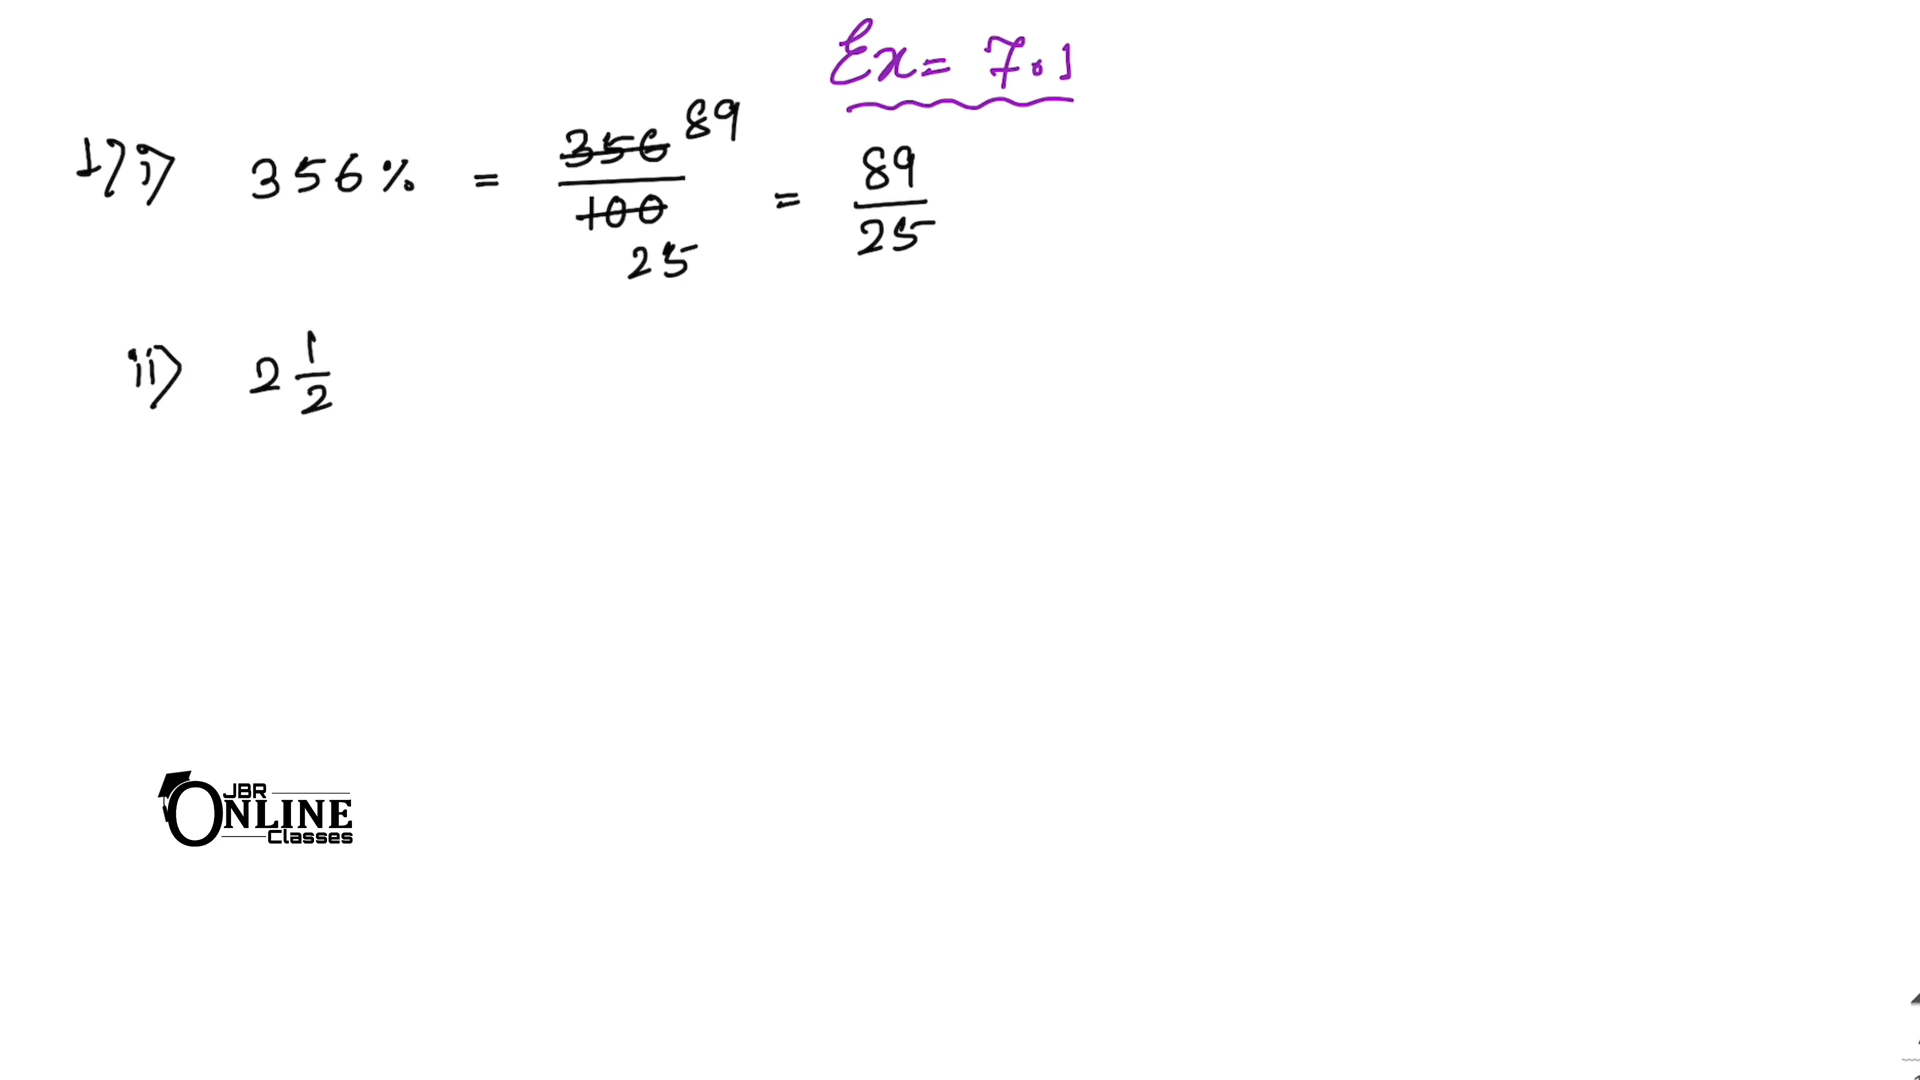 Ex = 7.1
1) i) 356% = 356/100 89 25 = 89/25
ii) 2 1/2
JBR
ONLINE
Classes